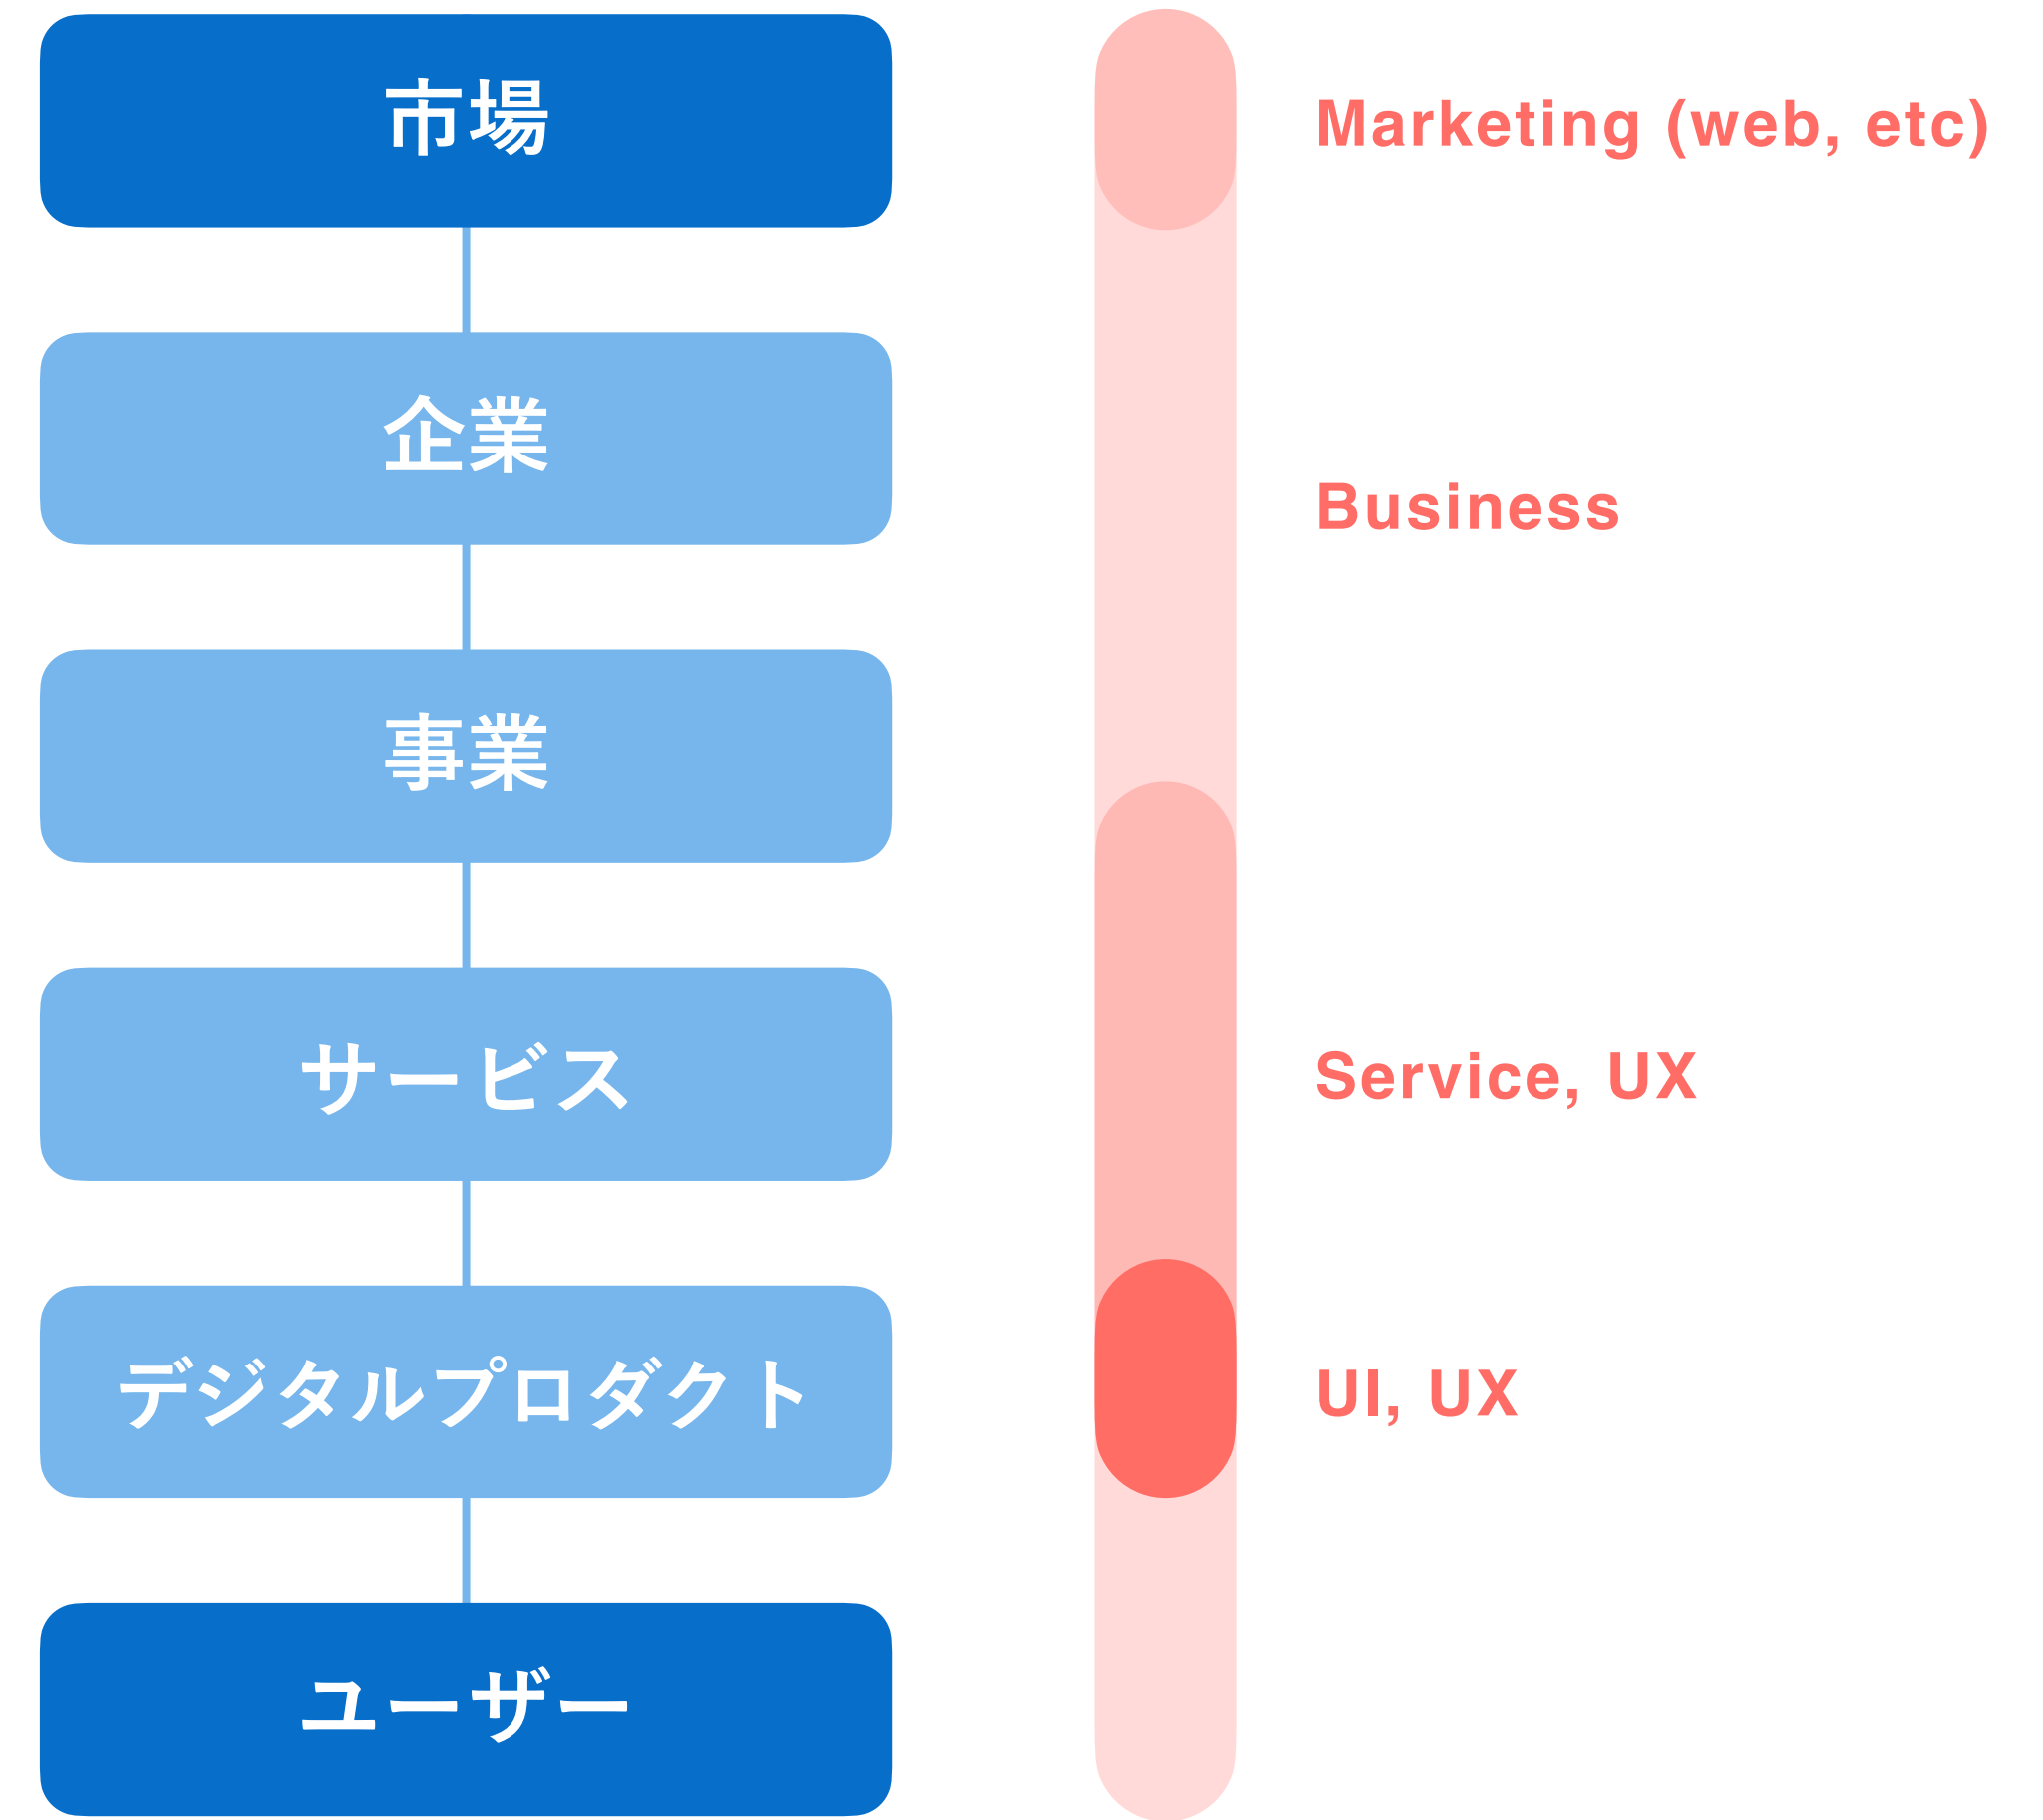 市場
Marketing (web, etc)
企業
Business
事業
サービス
Service, UX
デジタルプロダクト
UI, UX
ユーザー